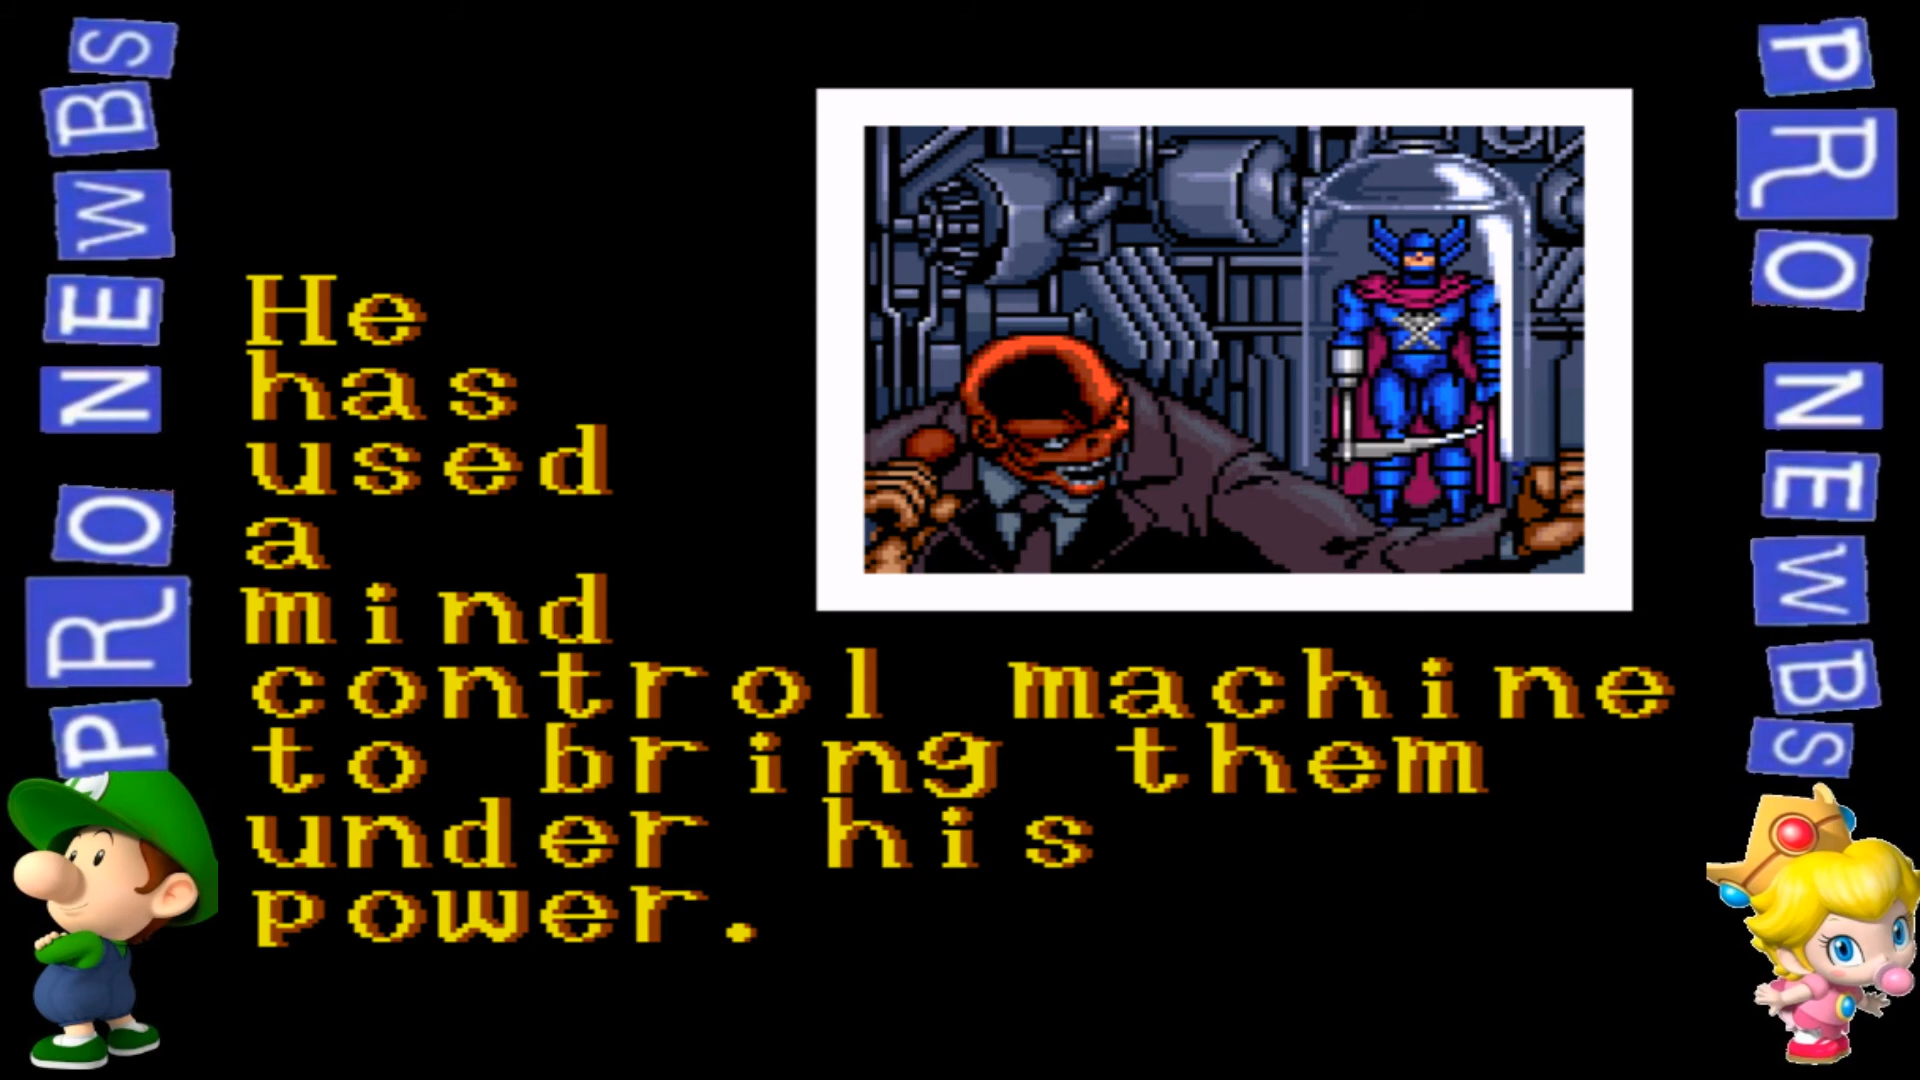 PRO NEWBS
He
has
used
a
mind
control machine
to bring them
under his
power.
PRO NEWBS